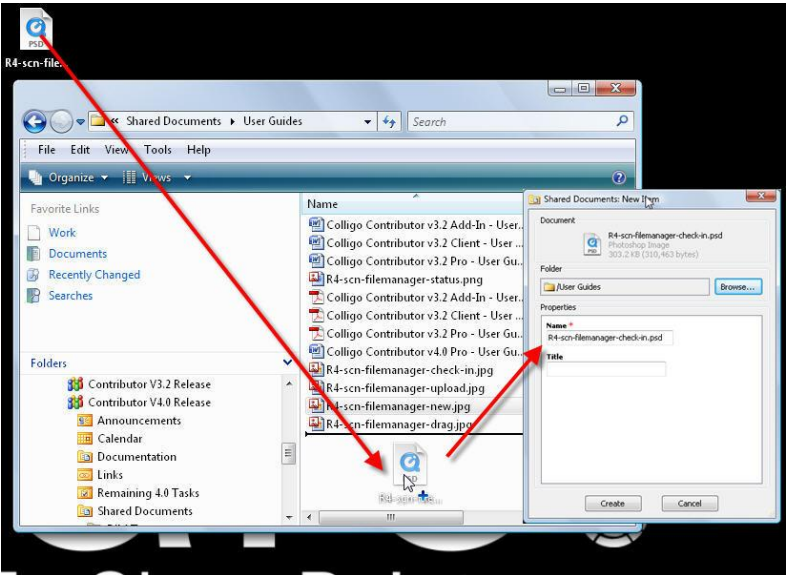 PSD
R4-scn-file...
« Shared Documents User Guides
Search
File Edit View Tools Help
Organize Views
Favorite Links
Work
Documents
Recently Changed
Searches
Folders
Contributor V3.2 Release
Contributor V4.0 Release
Announcements
Calendar
Documentation
Links
Remaining 4.0 Tasks
Shared Documents
Name
Colligo Contributor v3.2 Add-In - User...
Colligo Contributor v3.2 Client - User ...
Colligo Contributor v3.2 Pro - User Gu...
R4-scn-filemanager-status.png
Colligo Contributor v3.2 Add-In - User...
Colligo Contributor v3.2 Client - User ...
Colligo Contributor v3.2 Pro - User Gu...
Colligo Contributor v4.0 Pro - User Gu...
R4-scn-filemanager-check-in.jpg
R4-scn-filemanager-upload.jpg
R4-scn-filemanager-new.jpg
R4-scn-filemanager-drag.jpg
Shared Documents: New Item
Document
R4-scn-filemanager-check-in.psd
Photoshop Image
303.2 KB (310,463 bytes)
Folder
/User Guides
Browse...
Properties
Name *
R4-scn-filemanager-check-in.psd
Title
Create Cancel